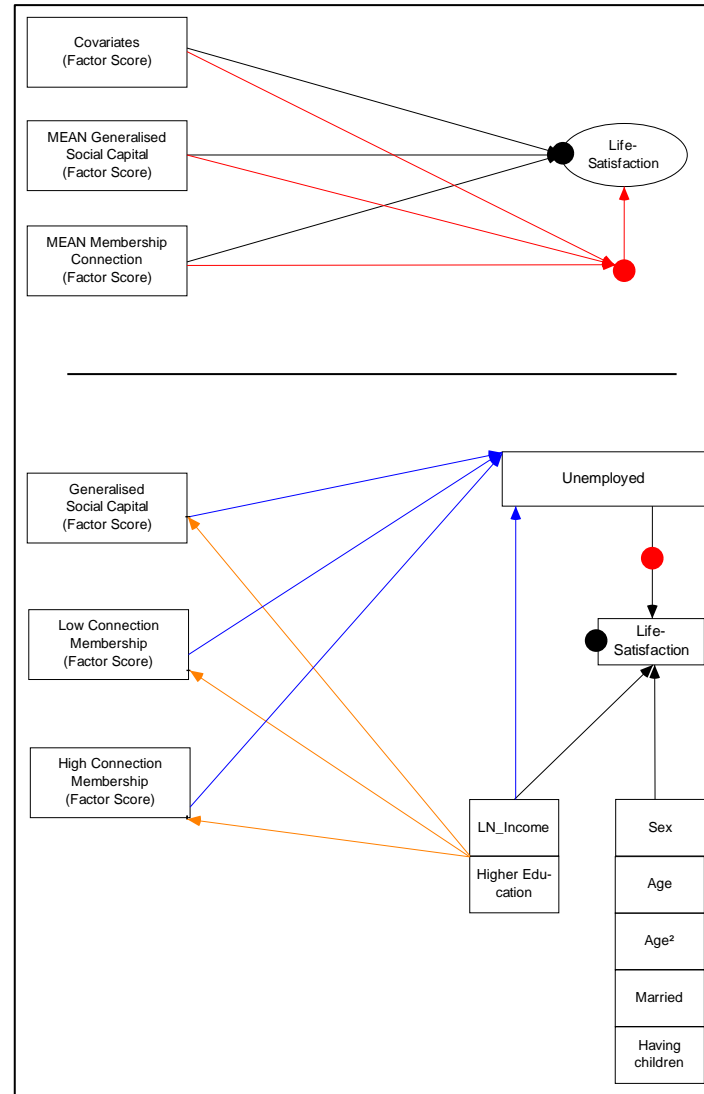 Covariates
(Factor Score)
MEAN Generalised
Social Capital
(Factor Score)
Life-
Satisfaction
MEAN Membership
Connection
(Factor Score)
Generalised
Social Capital
(Factor Score)
Unemployed
Low Connection
Membership
(Factor Score)
Life-
Satisfaction
High Connection
Membership
(Factor Score)
LN_Income
Higher Edu-
cation
Sex
Age
Age²
Married
Having
children